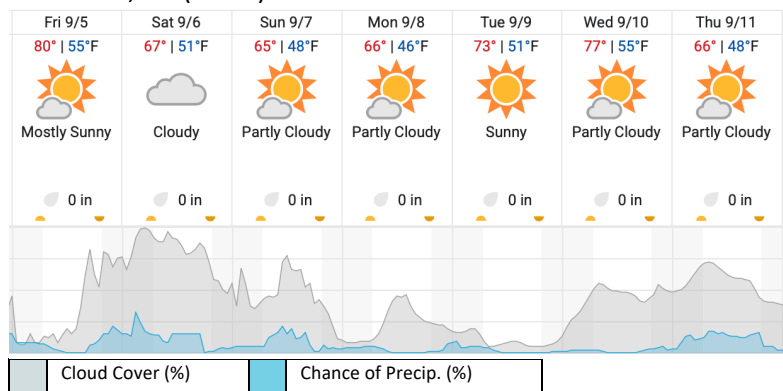 Fri 9/5 Sat 9/6 Sun 9/7 Mon 9/8 Tue 9/9 Wed 9/10 Thu 9/11
80° | 55°F 67° | 51°F 65° | 48°F 66° | 46°F 73° | 51°F 77° | 55°F 66° | 48°F
Mostly Sunny Cloudy Partly Cloudy Partly Cloudy Sunny Partly Cloudy Partly Cloudy
0 in 0 in 0 in 0 in 0 in 0 in 0 in
Cloud Cover (%) Chance of Precip. (%)